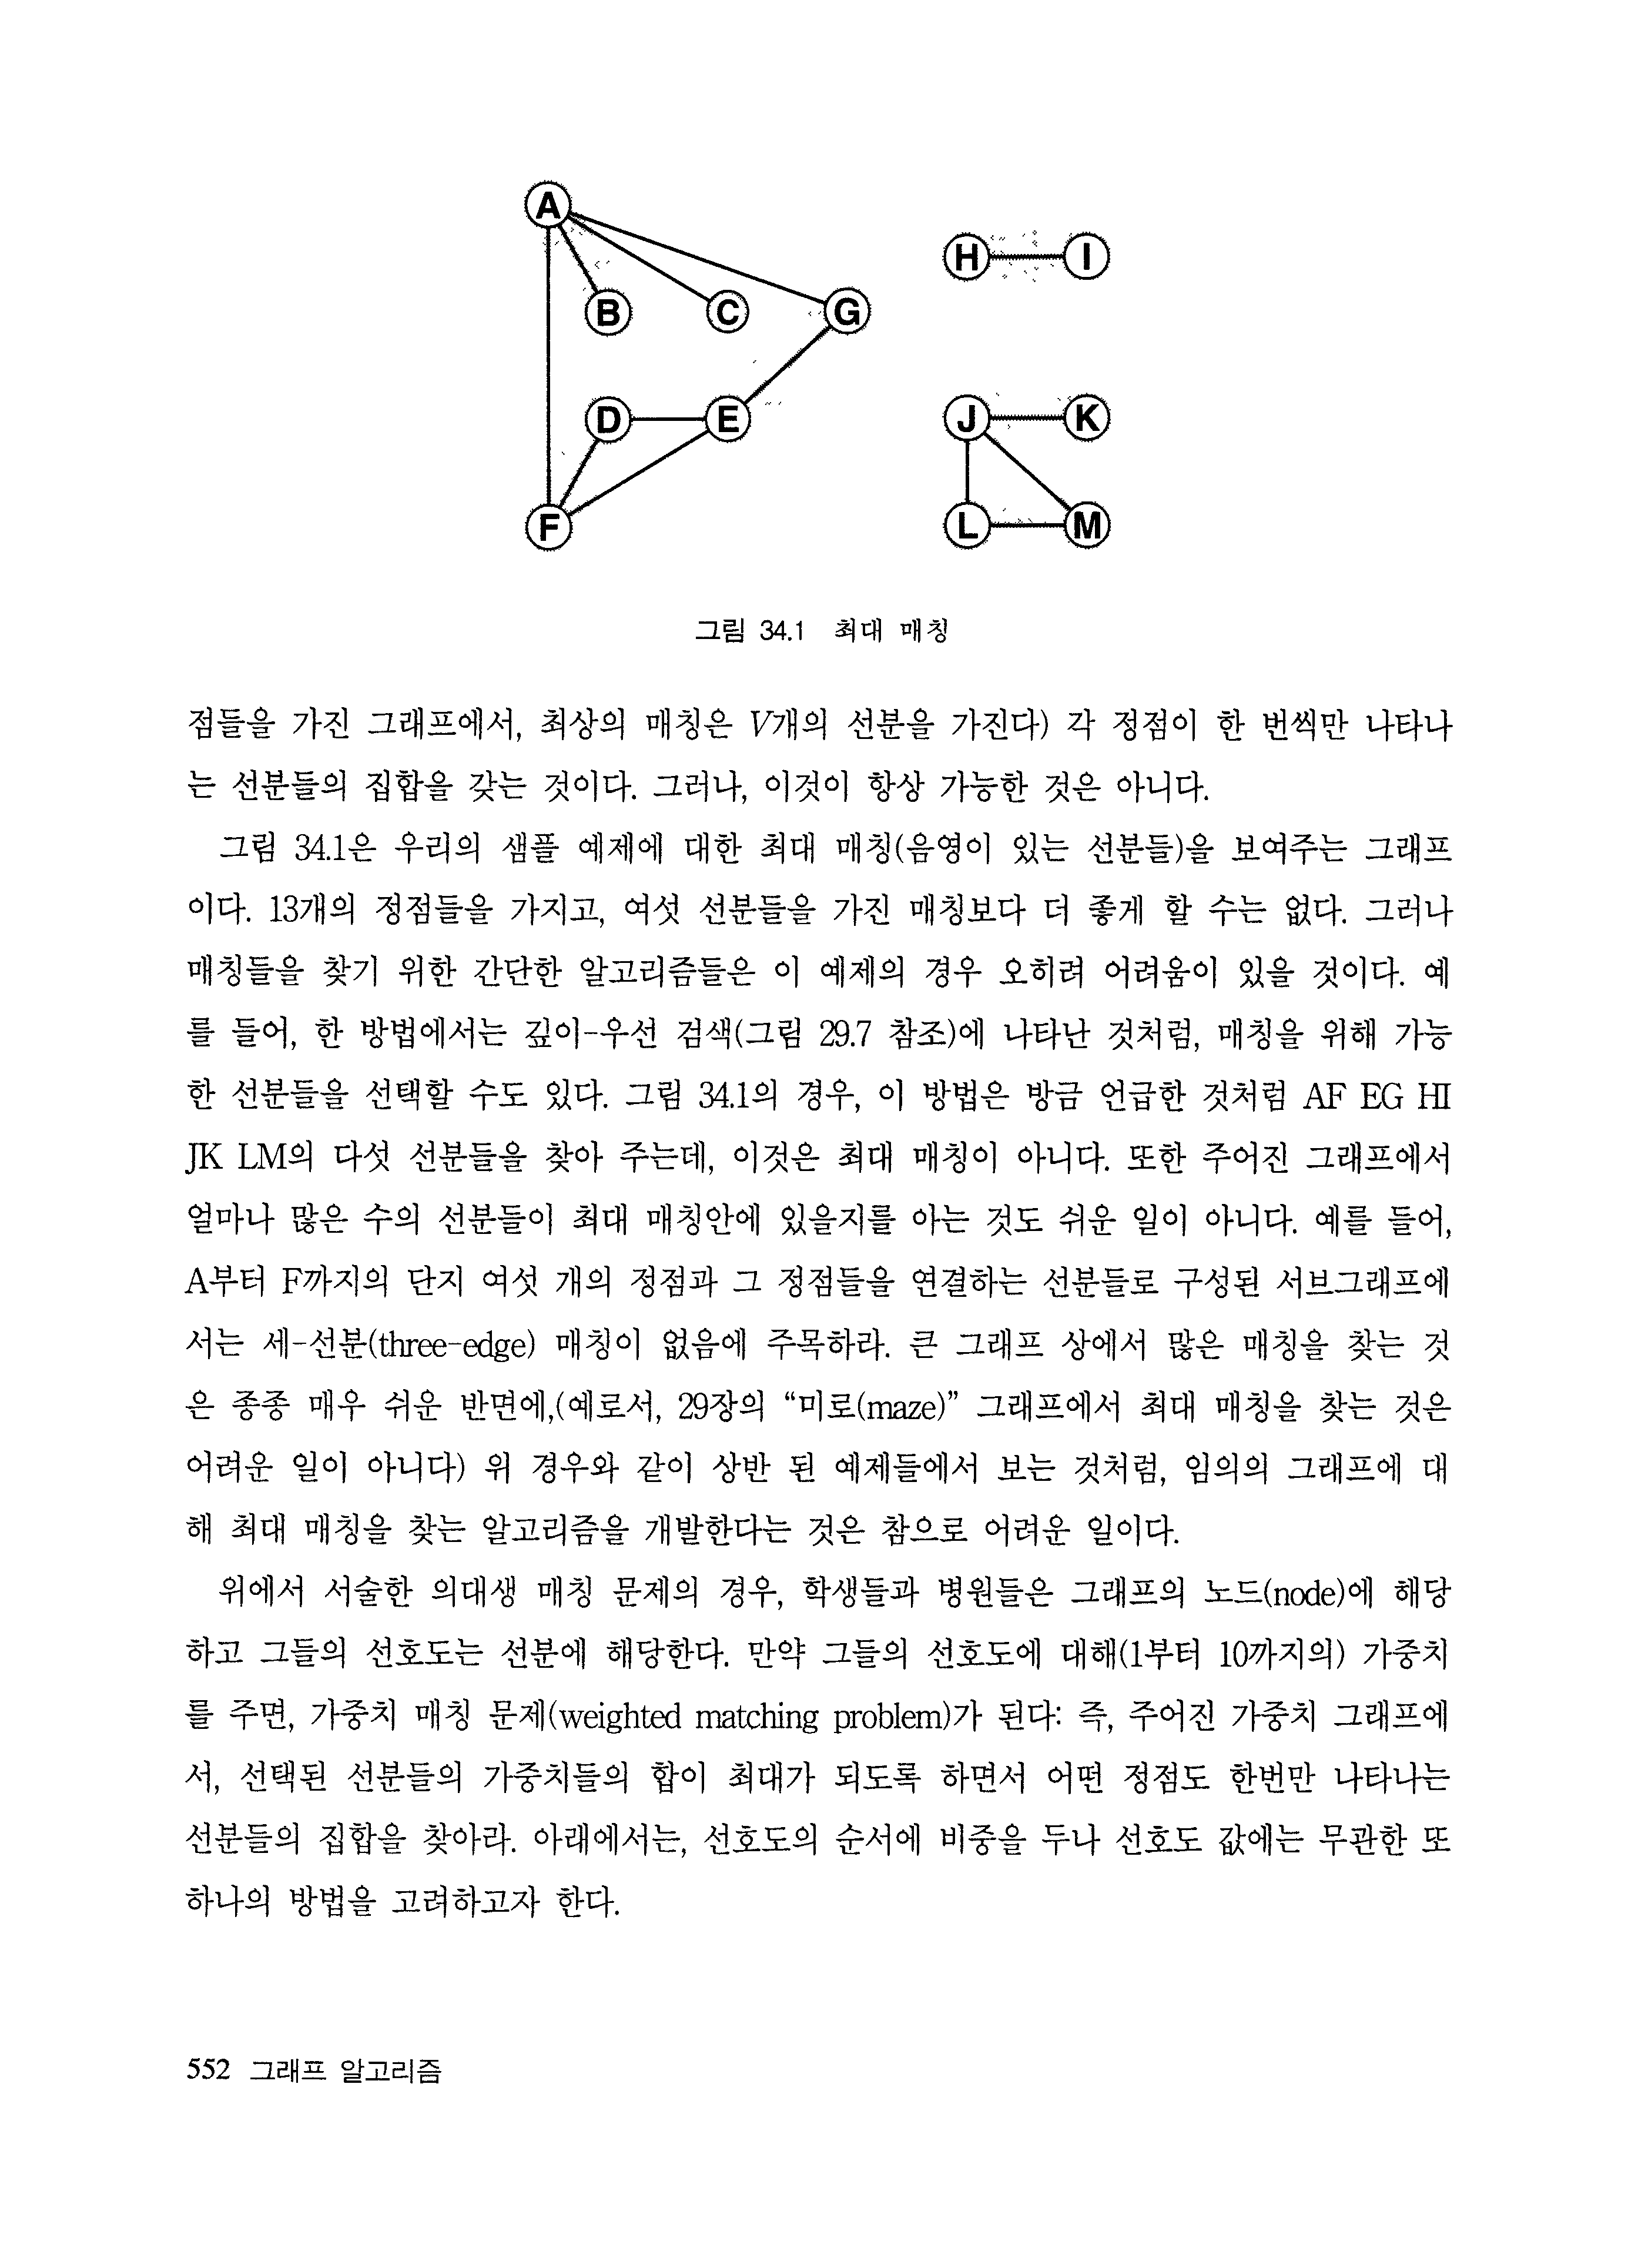 A
B
C
G
H
I
D
E
J
K
F
L
M
그림 34.1 최대 매칭
점들을 가진 그래프에서, 최상의 매칭은 V개의 선분을 가진다) 각 정점이 한 번씩만 나타나
는 선분들의 집합을 갖는 것이다. 그러나, 이것이 항상 가능한 것은 아니다.
그림 34.1은 우리의 샘플 예제에 대한 최대 매칭(음영이 있는 선분들)을 보여주는 그래프
이다. 13개의 정점들을 가지고, 여섯 선분들을 가진 매칭보다 더 좋게 할 수는 없다. 그러나
매칭들을 찾기 위한 간단한 알고리즘들은 이 예제의 경우 오히려 어려움이 있을 것이다. 예
를 들어, 한 방법에서는 깊이-우선 검색(그림 29.7 참조)에 나타난 것처럼, 매칭을 위해 가능
한 선분들을 선택할 수도 있다. 그림 34.1의 경우, 이 방법은 방금 언급한 것처럼 AF EG HI
JK LM의 다섯 선분들을 찾아 주는데, 이것은 최대 매칭이 아니다. 또한 주어진 그래프에서
얼마나 많은 수의 선분들이 최대 매칭안에 있을지를 아는 것도 쉬운 일이 아니다. 예를 들어,
A부터 F까지의 단지 여섯 개의 정점과 그 정점들을 연결하는 선분들로 구성된 서브그래프에
서는 세-선분(three-edge) 매칭이 없음에 주목하라. 큰 그래프 상에서 많은 매칭을 찾는 것
은 종종 매우 쉬운 반면에,(예로서, 29장의 “미로(maze)” 그래프에서 최대 매칭을 찾는 것은
어려운 일이 아니다) 위 경우와 같이 상반 된 예제들에서 보는 것처럼, 임의의 그래프에 대
해 최대 매칭을 찾는 알고리즘을 개발한다는 것은 참으로 어려운 일이다.
위에서 서술한 의대생 매칭 문제의 경우, 학생들과 병원들은 그래프의 노드(node)에 해당
하고 그들의 선호도는 선분에 해당한다. 만약 그들의 선호도에 대해(1부터 10까지의) 가중치
를 주면, 가중치 매칭 문제(weighted matching problem)가 된다: 즉, 주어진 가중치 그래프에
서, 선택된 선분들의 가중치들의 합이 최대가 되도록 하면서 어떤 정점도 한번만 나타나는
선분들의 집합을 찾아라. 아래에서는, 선호도의 순서에 비중을 두나 선호도 값에는 무관한 또
하나의 방법을 고려하고자 한다.
552 그래프 알고리즘